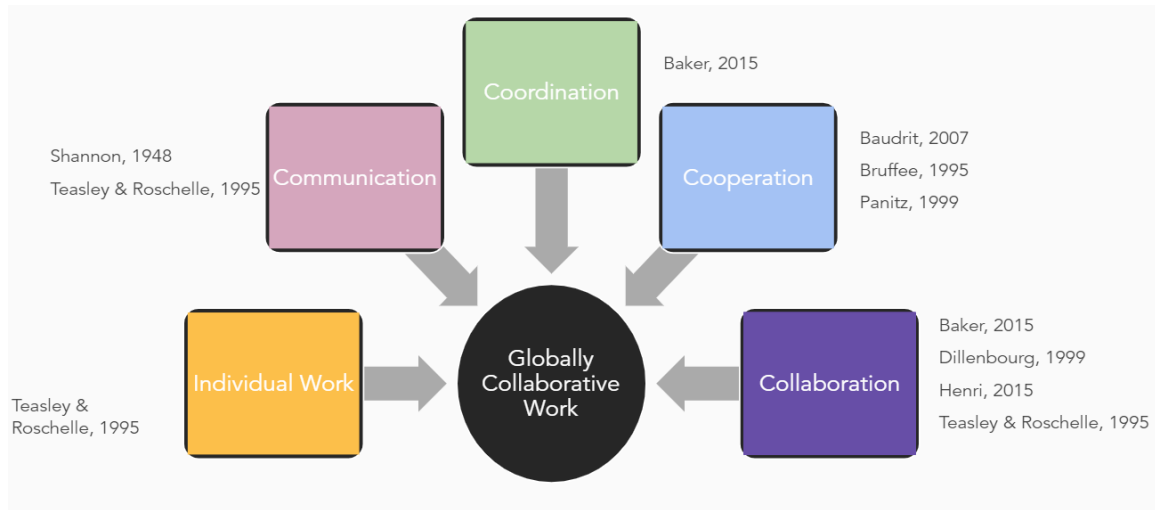 Coordination
Baker, 2015
Communication
Shannon, 1948
Teasley & Roschelle, 1995
Cooperation
Baudrit, 2007
Bruffee, 1995
Panitz, 1999
Individual Work
Teasley &
Roschelle, 1995
Globally
Collaborative
Work
Collaboration
Baker, 2015
Dillenbourg, 1999
Henri, 2015
Teasley & Roschelle, 1995